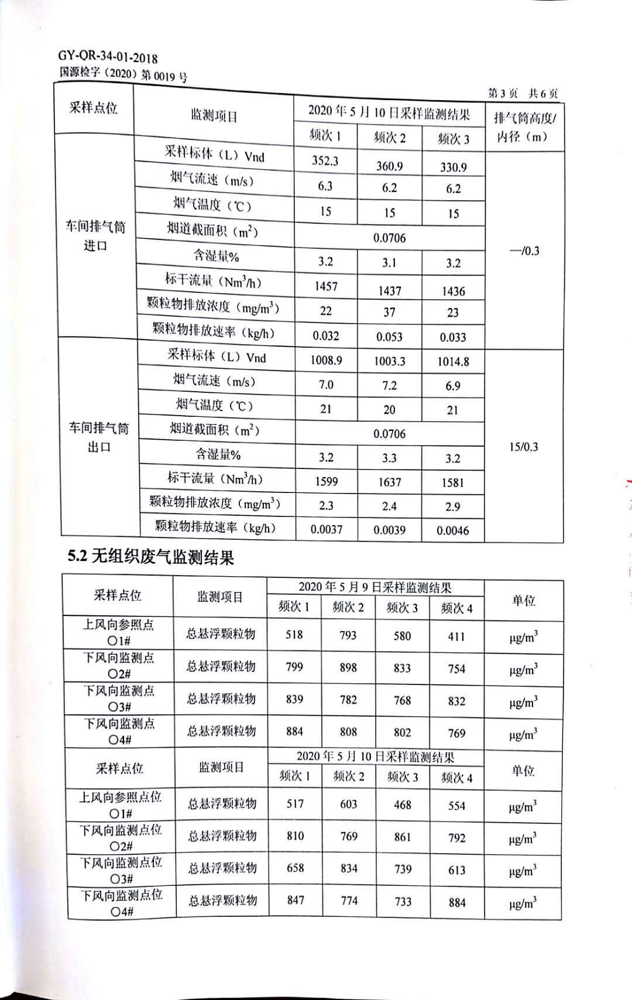 GY-QR-34-01-2018
国源检字（2020）第 0019 号
第 3 页 共 6 页
采样点位 监测项目 2020 年 5 月 10 日采样监测结果 排气筒高度/
频次 1 频次 2 频次 3 内径（m）
采样标体（L）Vnd 352.3 360.9 330.9
烟气流速（m/s） 6.3 6.2 6.2
烟气温度（℃） 15 15 15
车间排气筒
进口
烟道截面积（m²） 0.0706
—/0.3
含湿量% 3.2 3.1 3.2
标干流量（Nm³/h） 1457 1437 1436
颗粒物排放浓度（mg/m³） 22 37 23
颗粒物排放速率（kg/h） 0.032 0.053 0.033
采样标体（L）Vnd 1008.9 1003.3 1014.8
烟气流速（m/s） 7.0 7.2 6.9
烟气温度（℃） 21 20 21
车间排气筒
出口
烟道截面积（m²） 0.0706
15/0.3
含湿量% 3.2 3.3 3.2
标干流量（Nm³/h） 1599 1637 1581
颗粒物排放浓度（mg/m³） 2.3 2.4 2.9
颗粒物排放速率（kg/h） 0.0037 0.0039 0.0046
5.2 无组织废气监测结果
采样点位 监测项目 2020 年 5 月 9 日采样监测结果 单位
频次 1 频次 2 频次 3 频次 4
上风向参照点
○1# 总悬浮颗粒物 518 793 580 411 μg/m³
下风向监测点
○2# 总悬浮颗粒物 799 898 833 754 μg/m³
下风向监测点
○3# 总悬浮颗粒物 839 782 768 832 μg/m³
下风向监测点
○4# 总悬浮颗粒物 884 808 802 769 μg/m³
采样点位 监测项目 2020 年 5 月 10 日采样监测结果 单位
频次 1 频次 2 频次 3 频次 4
上风向参照点位
○1# 总悬浮颗粒物 517 603 468 554 μg/m³
下风向监测点位
○2# 总悬浮颗粒物 810 769 861 792 μg/m³
下风向监测点位
○3# 总悬浮颗粒物 658 834 739 613 μg/m³
下风向监测点位
○4# 总悬浮颗粒物 847 774 733 884 μg/m³